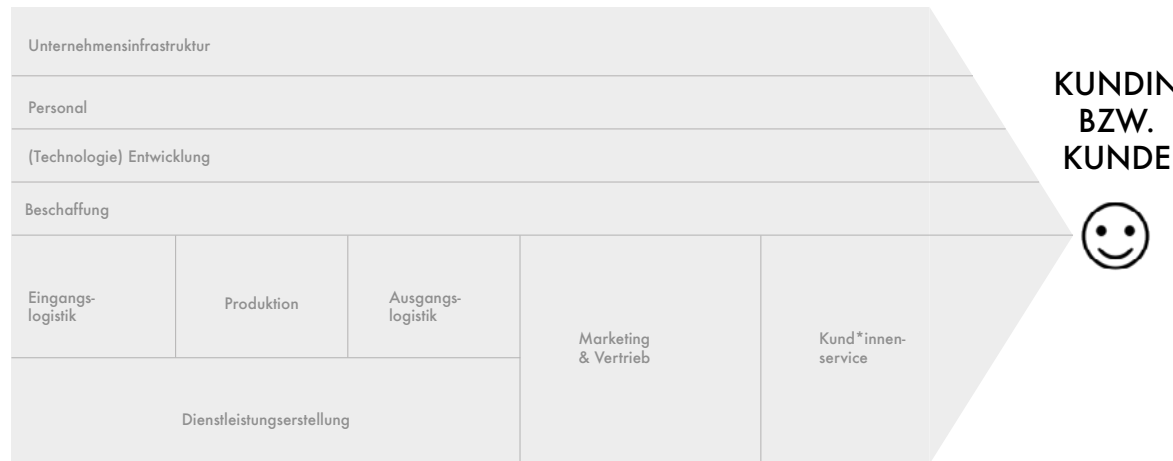 Unternehmensinfrastruktur
Personal
(Technologie) Entwicklung
Beschaffung
Eingangs-
logistik
Produktion
Ausgangs-
logistik
Marketing
& Vertrieb
Kund*innen-
service
Dienstleistungserstellung
KUNDIN
BZW.
KUNDE